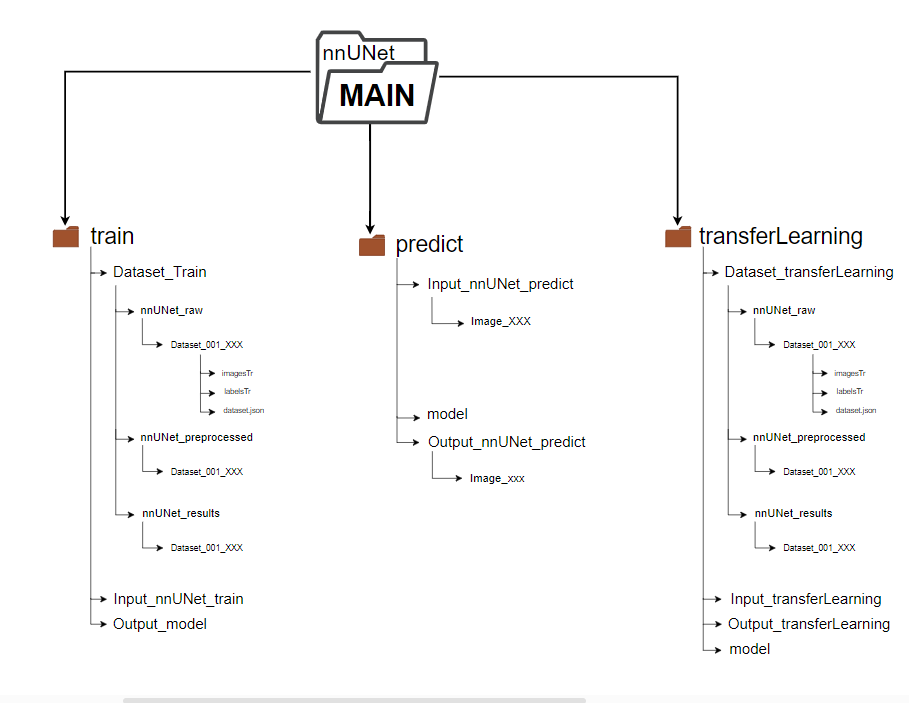 nnUNet
MAIN
train
Dataset_Train
nnUNet_raw
Dataset_001_XXX
imagesTr
labelsTr
dataset.json
nnUNet_preprocessed
Dataset_001_XXX
nnUNet_results
Dataset_001_XXX
Input_nnUNet_train
Output_model
predict
Input_nnUNet_predict
Image_XXX
model
Output_nnUNet_predict
Image_xxx
transferLearning
Dataset_transferLearning
nnUNet_raw
Dataset_001_XXX
imagesTr
labelsTr
dataset.json
nnUNet_preprocessed
Dataset_001_XXX
nnUNet_results
Dataset_001_XXX
Input_transferLearning
Output_transferLearning
model